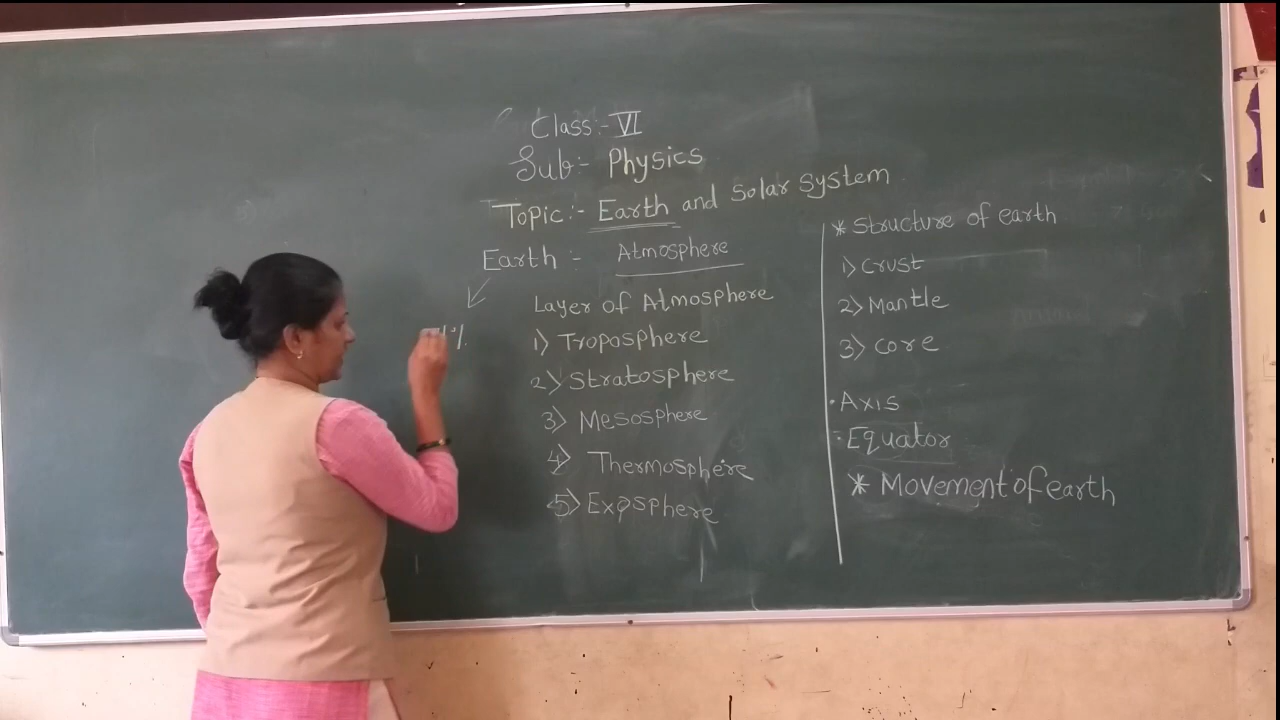 Class:- VI
Sub:- Physics
Topic:- Earth and Solar System
Earth :- Atmosphere
Layer of Atmosphere
1) Troposphere
2) Stratosphere
3) Mesosphere
4) Thermosphere
5) Exosphere
* Structure of earth
1) Crust
2) Mantle
3) Core
• Axis
• Equator
* Movement of earth